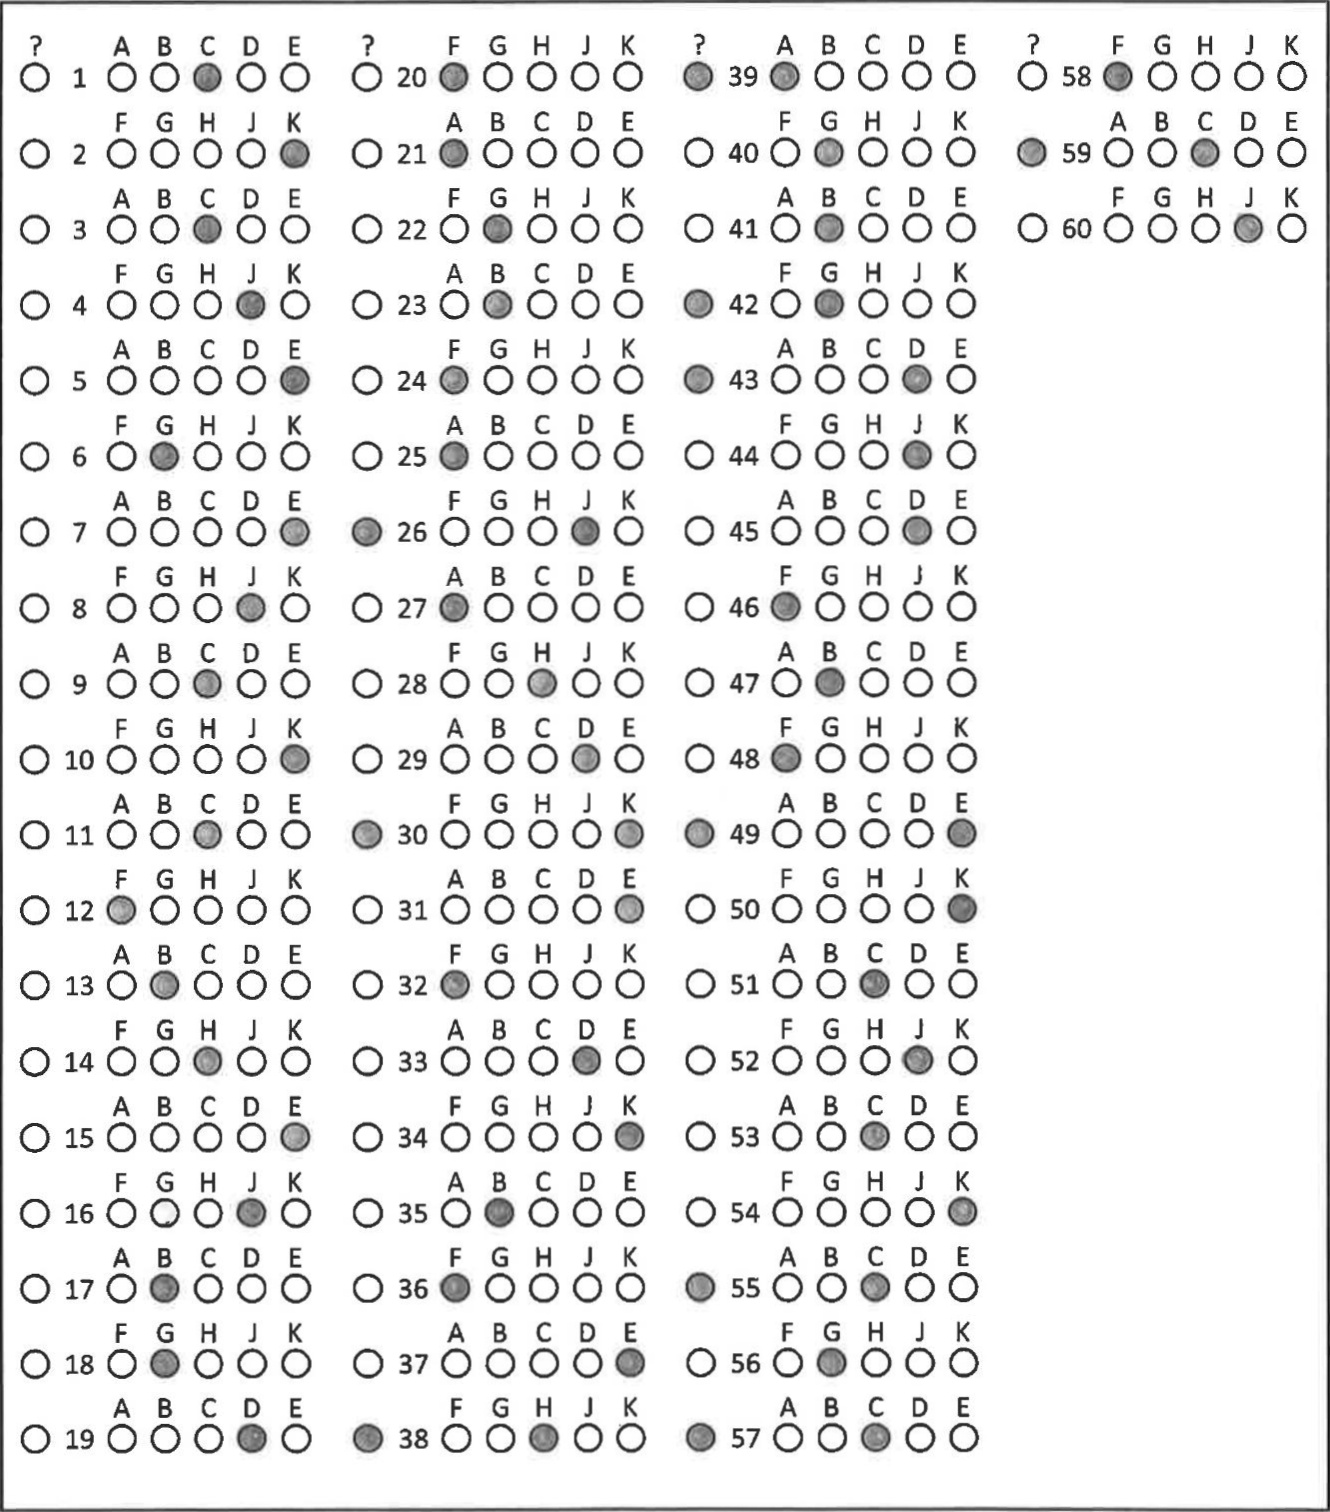 ? A B C D E
1
F G H J K
2
A B C D E
3
F G H J K
4
A B C D E
5
F G H J K
6
A B C D E
7
F G H J K
8
A B C D E
9
F G H J K
10
A B C D E
11
F G H J K
12
A B C D E
13
F G H J K
14
A B C D E
15
F G H J K
16
A B C D E
17
F G H J K
18
A B C D E
19
? F G H J K
20
A B C D E
21
F G H J K
22
A B C D E
23
F G H J K
24
A B C D E
25
F G H J K
26
A B C D E
27
F G H J K
28
A B C D E
29
F G H J K
30
A B C D E
31
F G H J K
32
A B C D E
33
F G H J K
34
A B C D E
35
F G H J K
36
A B C D E
37
F G H J K
38
? A B C D E
39
F G H J K
40
A B C D E
41
F G H J K
42
A B C D E
43
F G H J K
44
A B C D E
45
F G H J K
46
A B C D E
47
F G H J K
48
A B C D E
49
F G H J K
50
A B C D E
51
F G H J K
52
A B C D E
53
F G H J K
54
A B C D E
55
F G H J K
56
A B C D E
57
? F G H J K
58
A B C D E
59
F G H J K
60